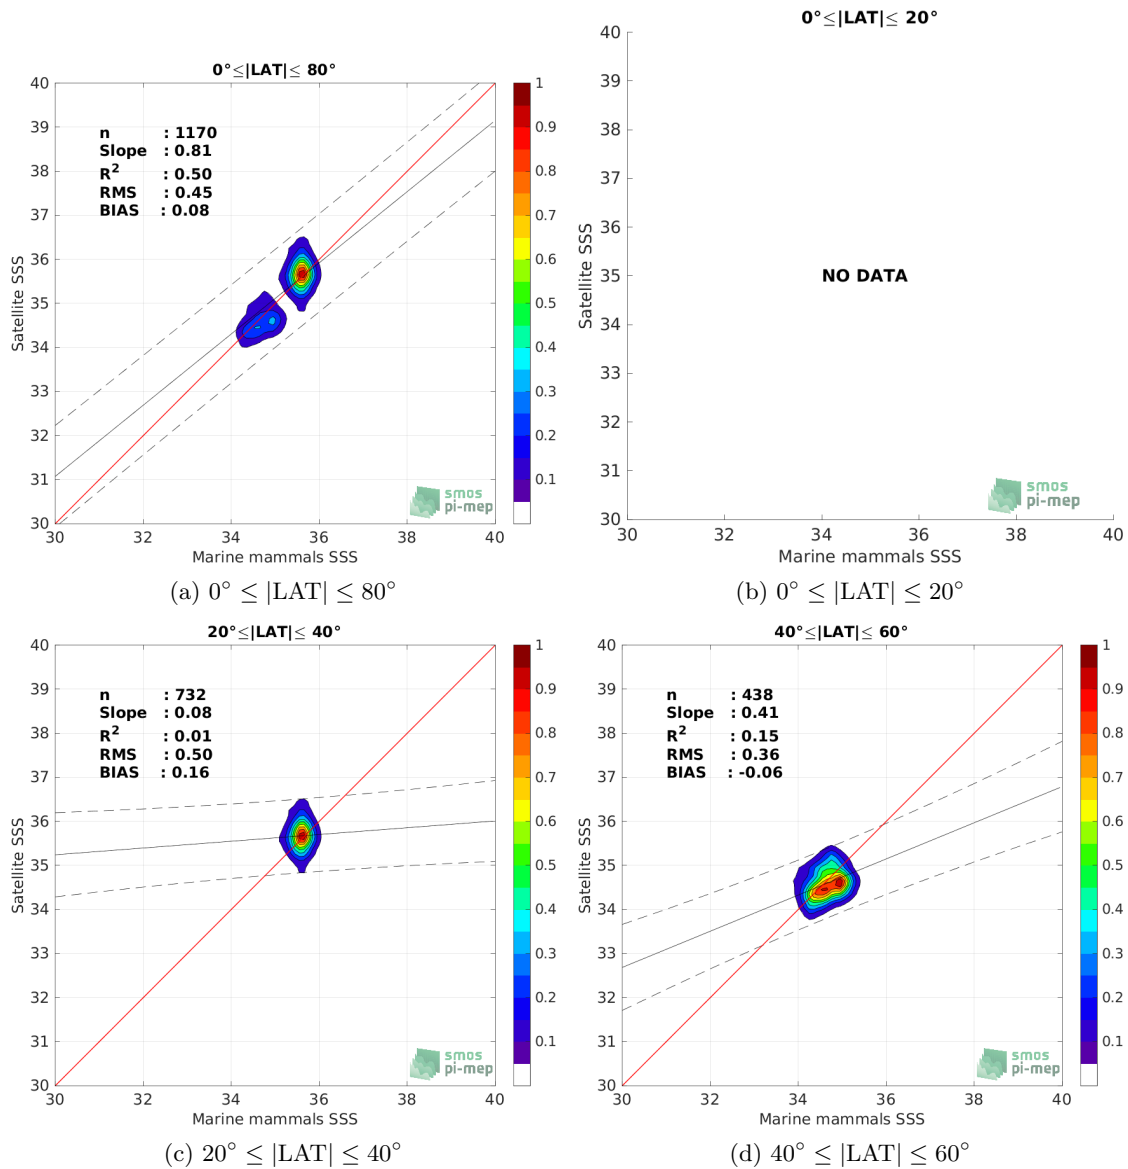 0°≤|LAT|≤ 80°
40
39
38
37
36
35
34
33
32
31
30
n : 1170
Slope : 0.81
R² : 0.50
RMS : 0.45
BIAS : 0.08
Satellite SSS
30 32 34 36 38 40
Marine mammals SSS
smos
pi-mep
1
0.9
0.8
0.7
0.6
0.5
0.4
0.3
0.2
0.1
(a) 0° ≤ |LAT| ≤ 80°
0°≤|LAT|≤ 20°
40
39
38
37
36
35
34
33
32
31
30
NO DATA
Satellite SSS
30 32 34 36 38 40
Marine mammals SSS
smos
pi-mep
(b) 0° ≤ |LAT| ≤ 20°
20°≤|LAT|≤ 40°
40
39
38
37
36
35
34
33
32
31
30
n : 732
Slope : 0.08
R² : 0.01
RMS : 0.50
BIAS : 0.16
Satellite SSS
30 32 34 36 38 40
Marine mammals SSS
smos
pi-mep
1
0.9
0.8
0.7
0.6
0.5
0.4
0.3
0.2
0.1
(c) 20° ≤ |LAT| ≤ 40°
40°≤|LAT|≤ 60°
40
39
38
37
36
35
34
33
32
31
30
n : 438
Slope : 0.41
R² : 0.15
RMS : 0.36
BIAS : -0.06
Satellite SSS
30 32 34 36 38 40
Marine mammals SSS
smos
pi-mep
1
0.9
0.8
0.7
0.6
0.5
0.4
0.3
0.2
0.1
(d) 40° ≤ |LAT| ≤ 60°